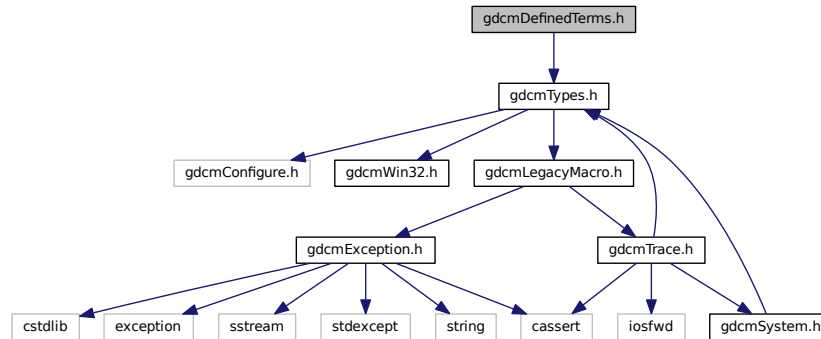 gdcmDefinedTerms.h
gdcmTypes.h
gdcmConfigure.h
gdcmWin32.h
gdcmLegacyMacro.h
gdcmException.h
gdcmTrace.h
cstdlib
exception
sstream
stdexcept
string
cassert
iosfwd
gdcmSystem.h